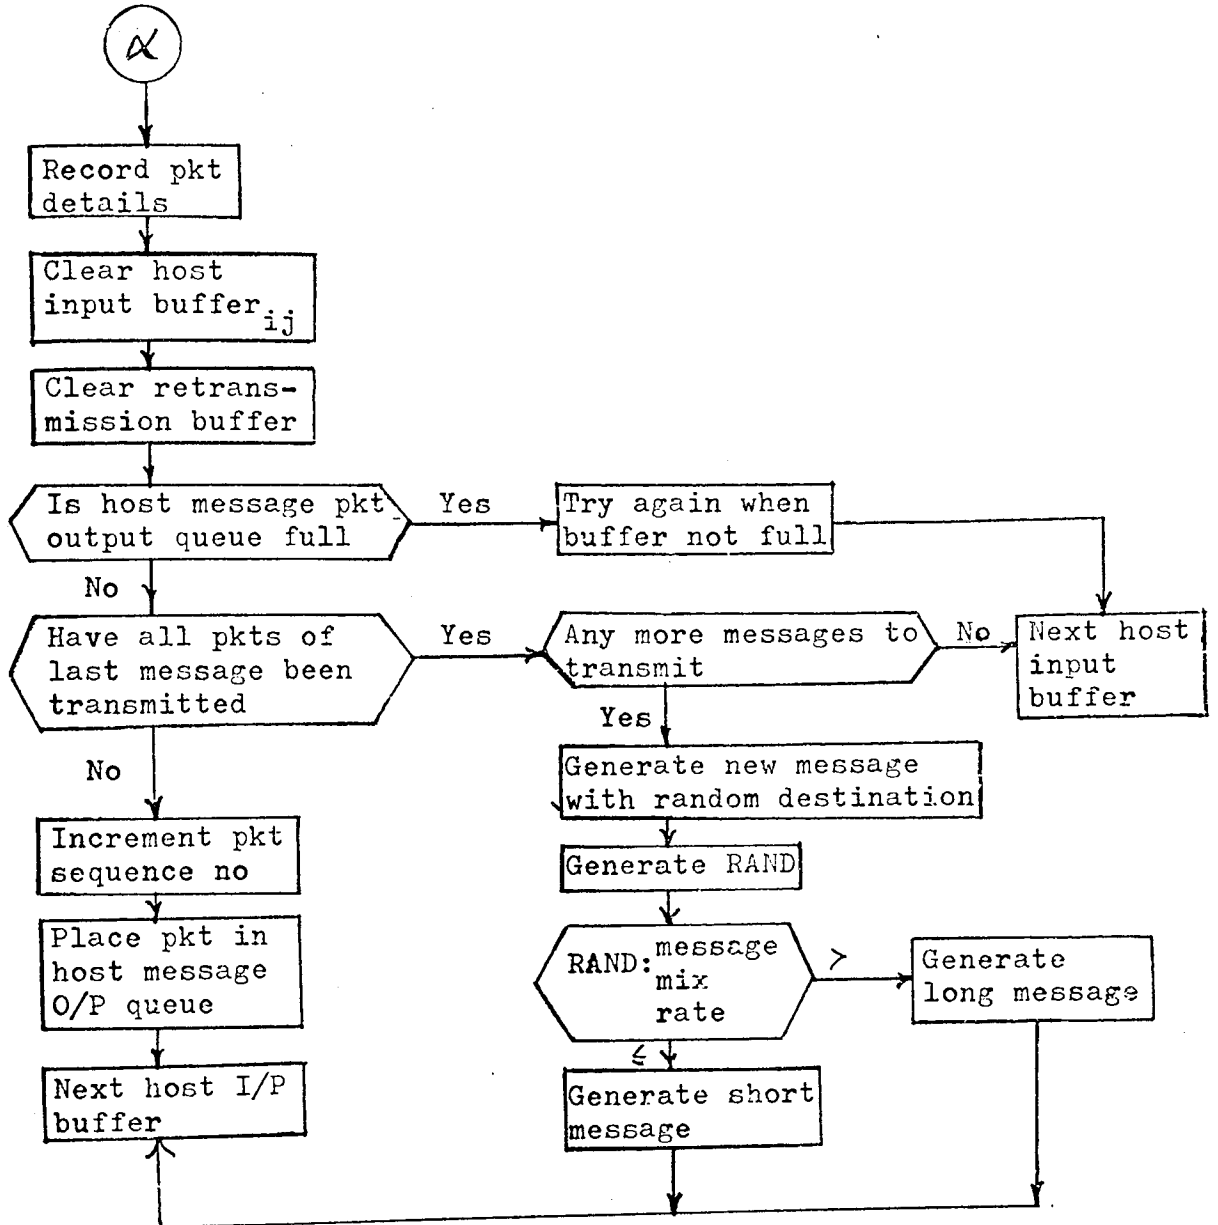 α
Record pkt
details
Clear host
input buffer ij
Clear retrans-
mission buffer
Is host message pkt
output queue full
Yes
Try again when
buffer not full
No
Have all pkts of
last message been
transmitted
Yes
Any more messages to
transmit
No
Next host
input
buffer
Yes
No
Generate new message
with random destination
Increment pkt
sequence no
Generate RAND
Place pkt in
host message
O/P queue
RAND: message
mix
rate
>
Generate
long message
≤
Next host I/P
buffer
Generate short
message